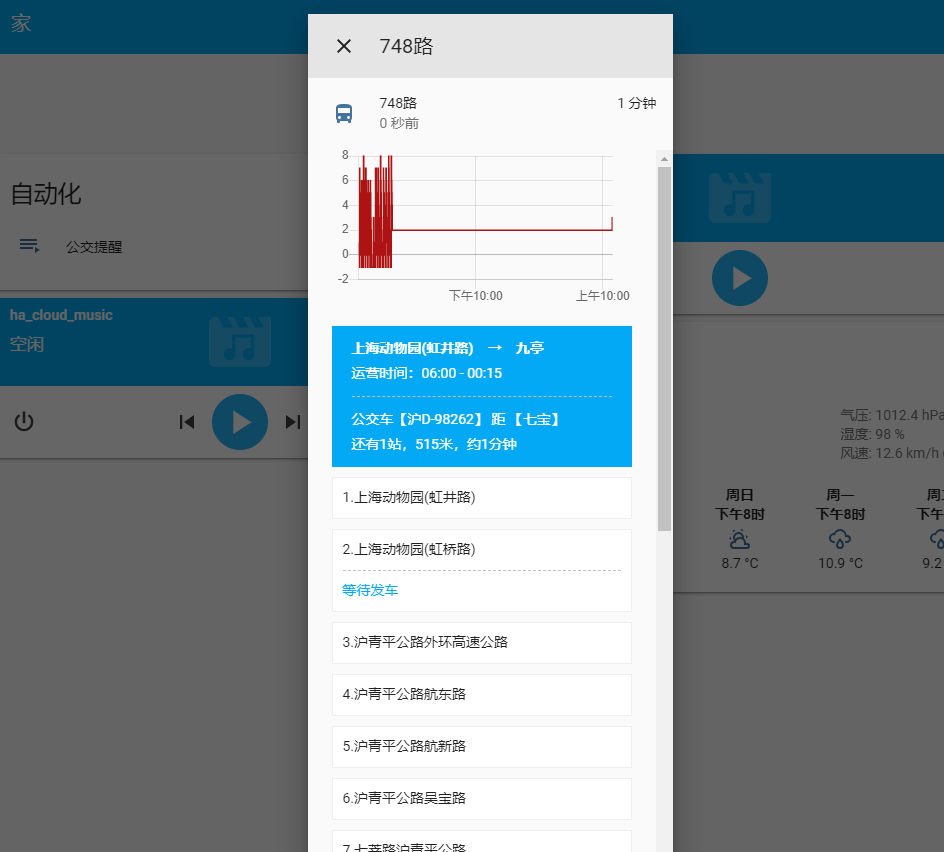 家
748路
748路
1 分钟
0 秒前
8
6
4
2
0
-2
下午10:00
上午10:00
上海动物园(虹井路) → 九亭
运营时间：06:00 - 00:15
公交车【沪D-98262】 距 【七宝】
还有1站，515米，约1分钟
1.上海动物园(虹井路)
2.上海动物园(虹桥路)
等待发车
3.沪青平公路外环高速公路
4.沪青平公路航东路
5.沪青平公路航新路
6.沪青平公路吴宝路
7.七莘路沪青平公路
自动化
公交提醒
ha_cloud_music
空闲
气压: 1012.4 hPa
湿度: 98 %
风速: 12.6 km/h
周日
下午8时
8.7 °C
周一
下午8时
10.9 °C
周
下午
9.2